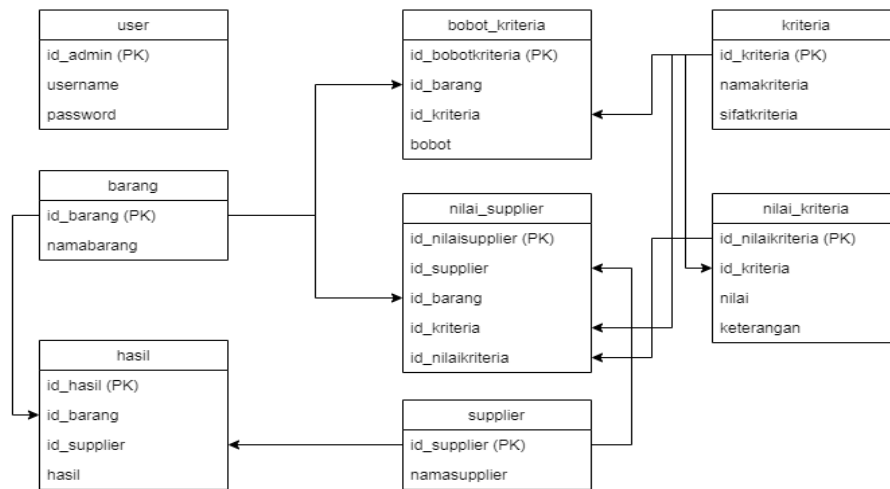 user
id_admin (PK)
username
password
bobot_kriteria
id_bobotkriteria (PK)
id_barang
id_kriteria
bobot
kriteria
id_kriteria (PK)
namakriteria
sifatkriteria
barang
id_barang (PK)
namabarang
nilai_supplier
id_nilaisupplier (PK)
id_supplier
id_barang
id_kriteria
id_nilaikriteria
nilai_kriteria
id_nilaikriteria (PK)
id_kriteria
nilai
keterangan
hasil
id_hasil (PK)
id_barang
id_supplier
hasil
supplier
id_supplier (PK)
namasupplier